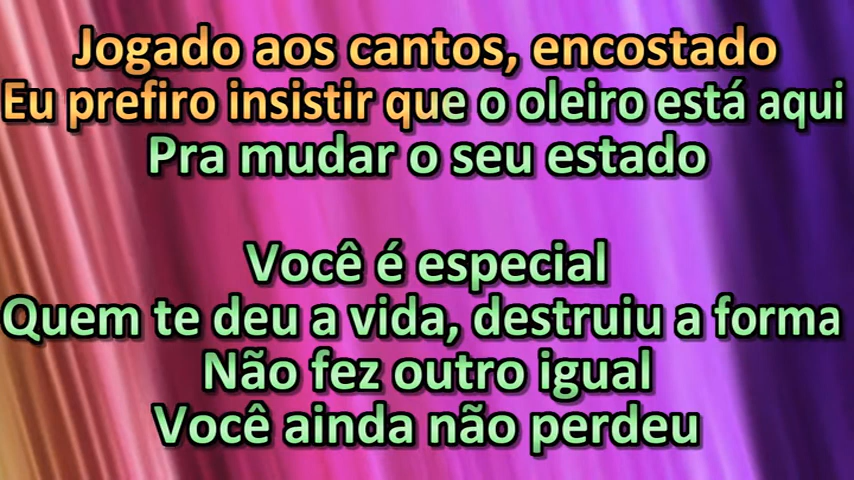 Jogado aos cantos, encostado
Eu prefiro insistir que o oleiro está aqui
Pra mudar o seu estado
Você é especial
Quem te deu a vida, destruiu a forma
Não fez outro igual
Você ainda não perdeu